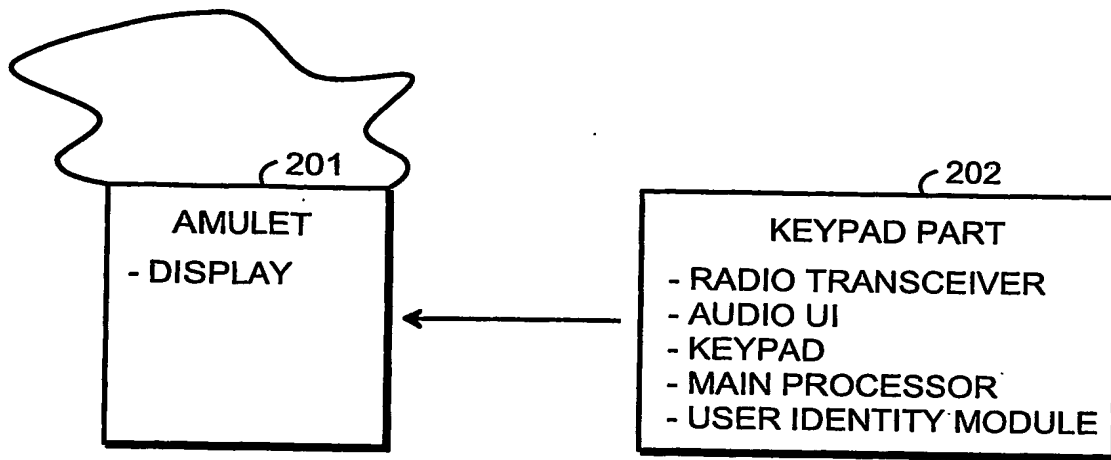 201
AMULET
- DISPLAY
202
KEYPAD PART
- RADIO TRANSCEIVER
- AUDIO UI
- KEYPAD
- MAIN PROCESSOR
- USER IDENTITY MODULE